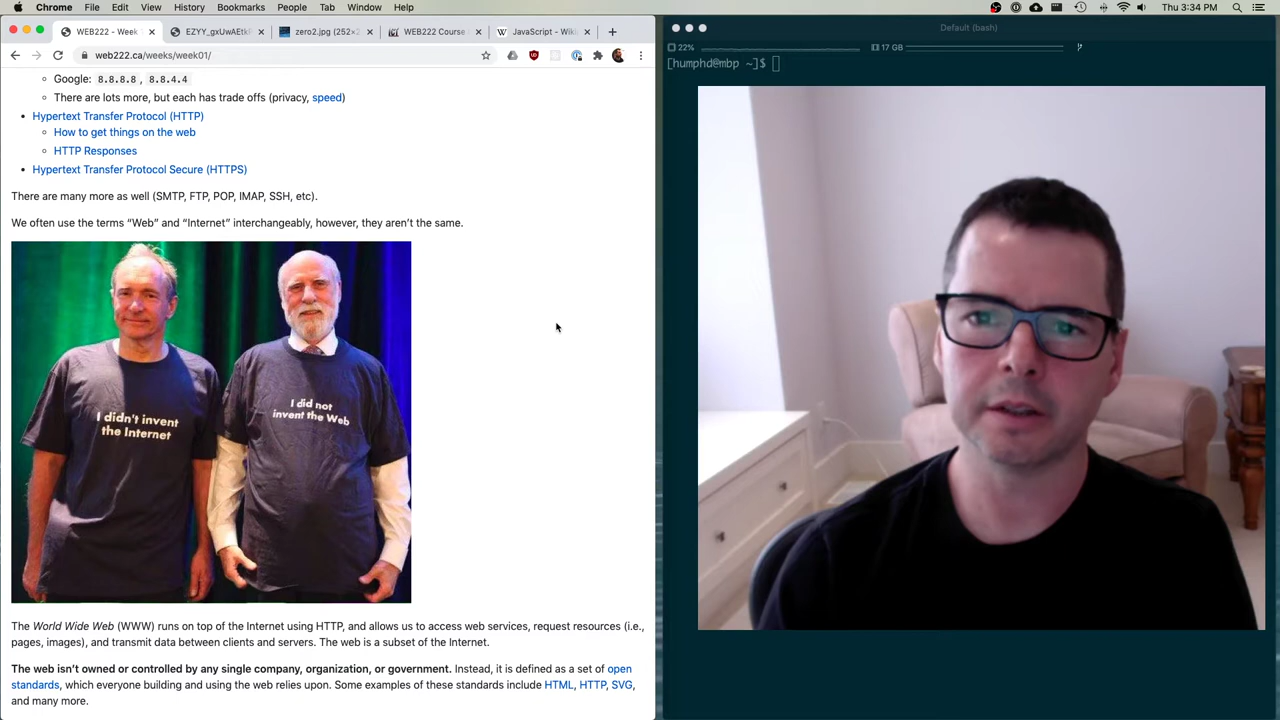 Chrome File Edit View History Bookmarks People Tab Window Help
Thu 3:34 PM
WEB222 - Week
EZYY_gxUwAEtkF
zero2.jpg (252×2
WEB222 Course
JavaScript - Wiki
web222.ca/weeks/week01/
Google: 8.8.8.8 , 8.8.4.4
There are lots more, but each has trade offs (privacy, speed)
Hypertext Transfer Protocol (HTTP)
How to get things on the web
HTTP Responses
Hypertext Transfer Protocol Secure (HTTPS)
There are many more as well (SMTP, FTP, POP, IMAP, SSH, etc).
We often use the terms “Web” and “Internet” interchangeably, however, they aren’t the same.
I didn't invent
the Internet
I did not
invent the Web
The World Wide Web (WWW) runs on top of the Internet using HTTP, and allows us to access web services, request resources (i.e.,
pages, images), and transmit data between clients and servers. The web is a subset of the Internet.
The web isn’t owned or controlled by any single company, organization, or government. Instead, it is defined as a set of open
standards, which everyone building and using the web relies upon. Some examples of these standards include HTML, HTTP, SVG,
and many more.
Default (bash)
22%
17 GB
[humphd@mbp ~]$